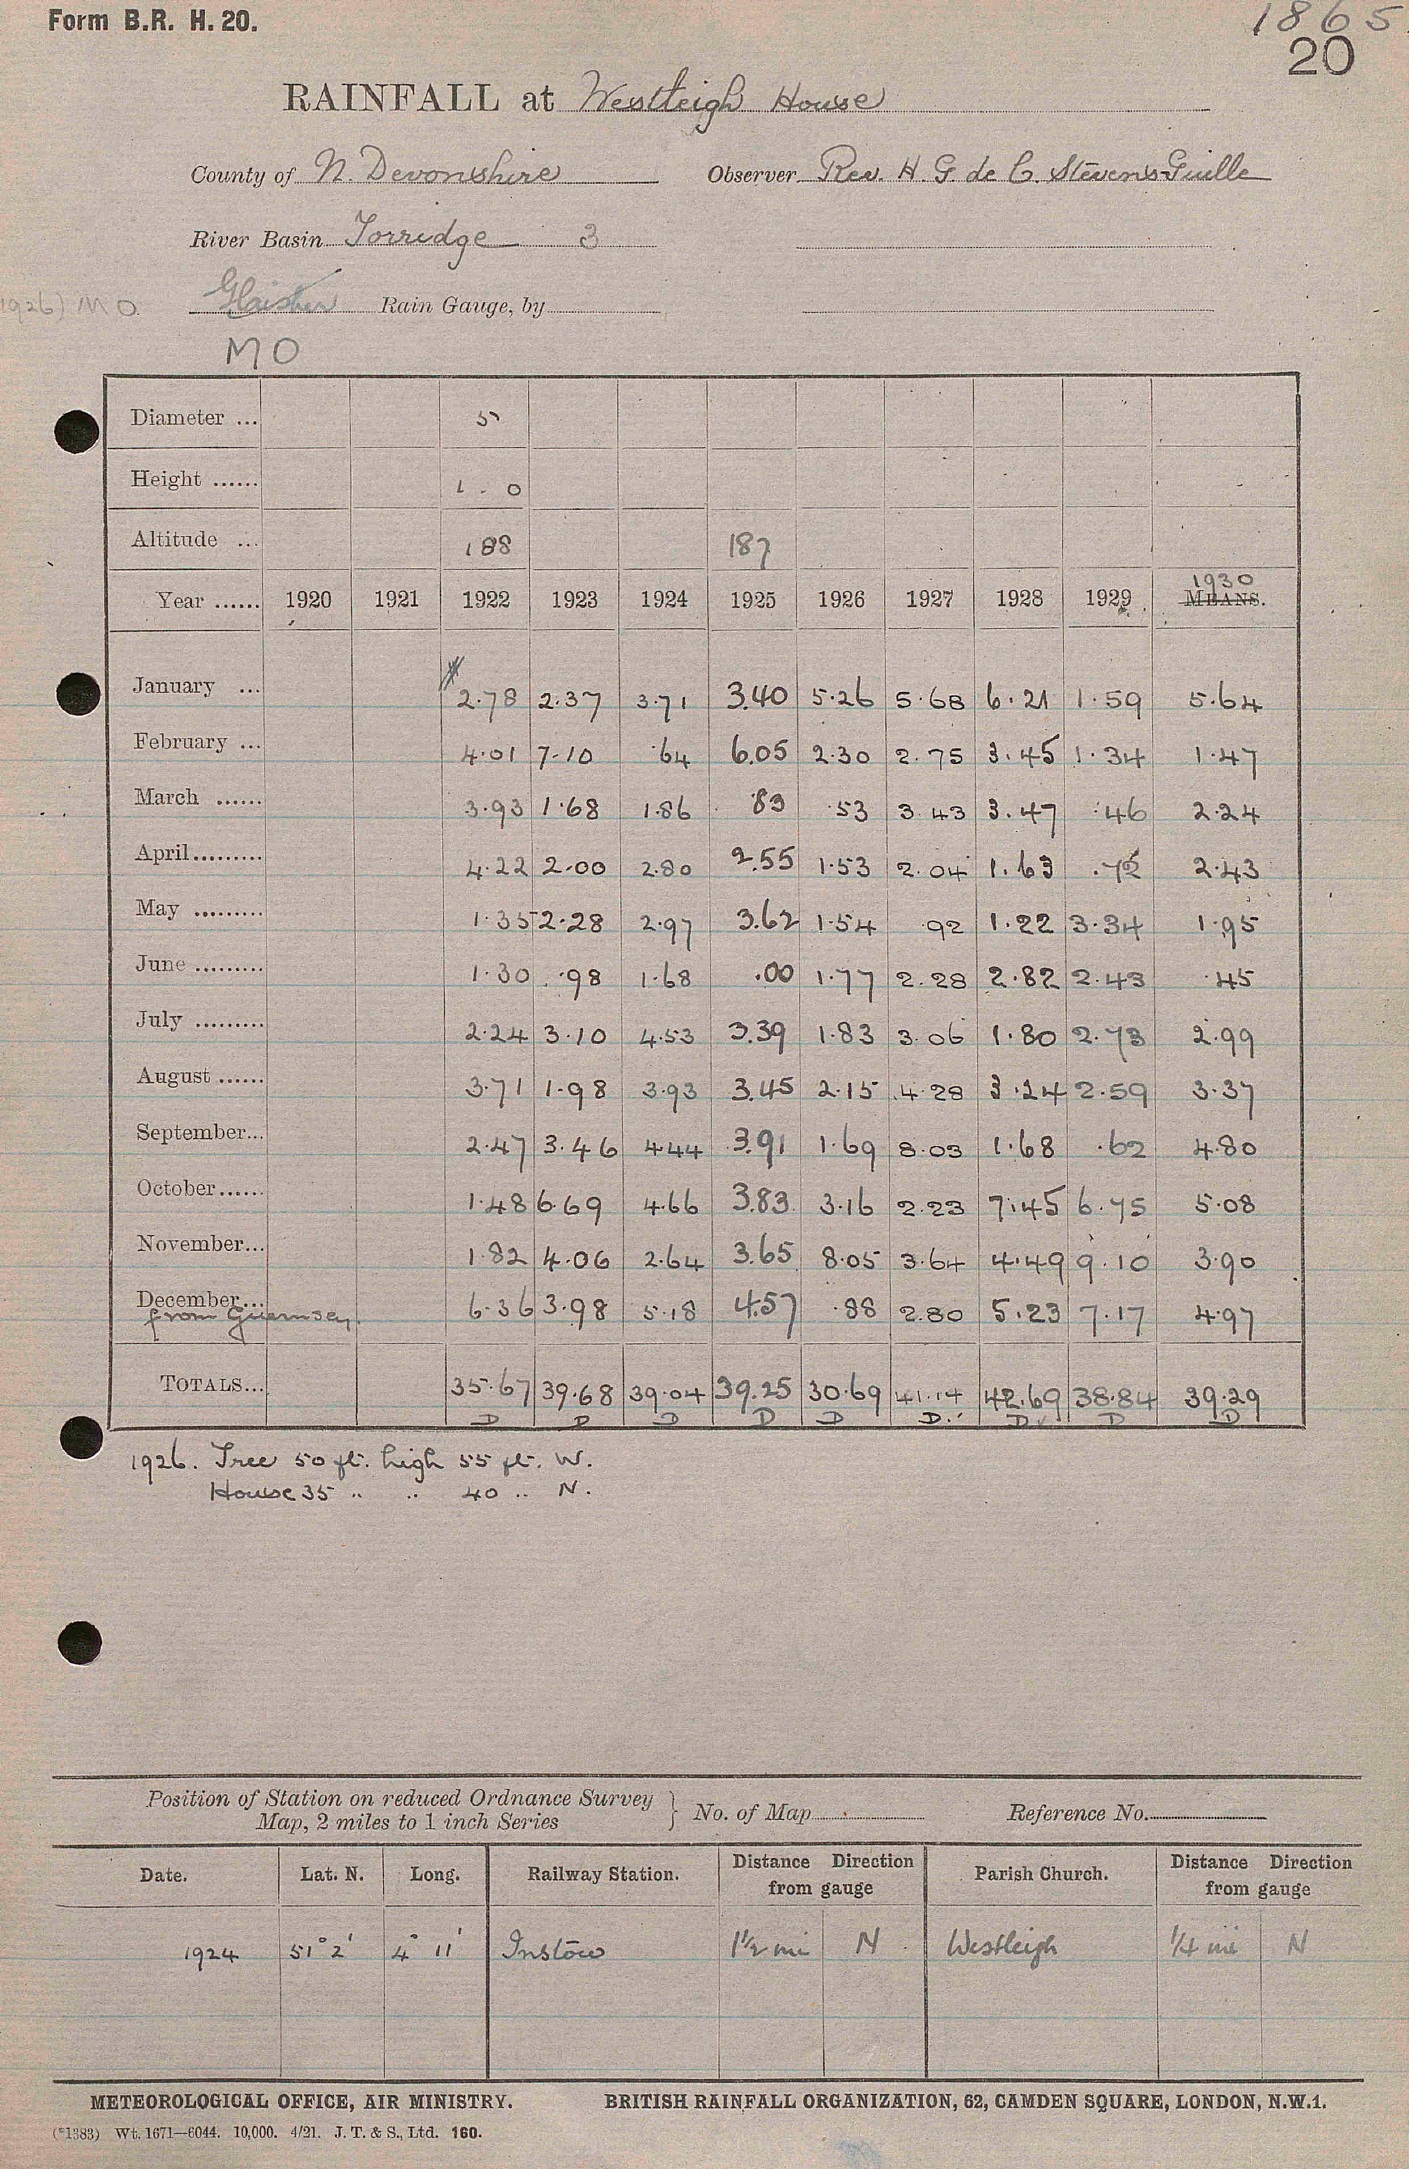 Form B.R. H. 20.
1865.
20
RAINFALL at Westleigh House
County of N. Devonshire Observer Rev. H. G. de C. Stevens-Guille
River Basin Torridge 3
1926) MO Glaisher Rain Gauge, by
MO
Diameter ... 5
Height ...... 1 . 0
Altitude ... 188 187
Year ...... 1920 1921 1922 1923 1924 1925 1926 1927 1928 1929 1930 MEANS.
January ... 2.78 2.37 3.71 3.40 5.26 5.68 6.21 1.59 5.64
February ... 4.01 7.10 .64 6.05 2.30 2.75 3.45 1.34 1.47
March ...... 3.93 1.68 1.86 .83 .53 3.43 3.47 .46 2.24
April......... 4.22 2.00 2.80 2.55 1.53 2.04 1.63 .72 2.43
May ......... 1.35 2.28 2.97 3.62 1.54 .92 1.22 3.34 1.95
June ......... 1.30 .98 1.68 .00 1.77 2.28 2.82 2.43 .45
July ......... 2.24 3.10 4.53 3.39 1.83 3.06 1.80 2.73 2.99
August ...... 3.71 1.98 3.93 3.45 2.15 4.28 3.24 2.59 3.37
September... 2.47 3.46 4.44 3.91 1.69 8.03 1.68 .62 4.80
October...... 1.48 6.69 4.66 3.83 3.16 2.23 7.45 6.75 5.08
November... 1.82 4.06 2.64 3.65 8.05 3.64 4.49 9.10 3.90
December... 6.36 3.98 5.18 4.57 .88 2.80 5.23 7.17 4.97
from Guernsey.
TOTALS... 35.67 39.68 39.04 39.25 30.69 41.14 42.69 38.84 39.29
D D D D D D D D D
1926. Tree 50 ft. high 55 ft. W.
House 35 " " 40 " N.
Position of Station on reduced Ordnance Survey
Map, 2 miles to 1 inch Series } No. of Map Reference No.
Date. Lat. N. Long. Railway Station. Distance Direction from gauge Parish Church. Distance Direction from gauge
1924 51° 2' 4° 11' Instow 1½ mi N. Westleigh ¼ mi N
METEOROLOGICAL OFFICE, AIR MINISTRY. BRITISH RAINFALL ORGANIZATION, 62, CAMDEN SQUARE, LONDON, N.W.1.
(*1383) Wt. 1671—6044. 10,000. 4/21. J. T. & S., Ltd. 160.